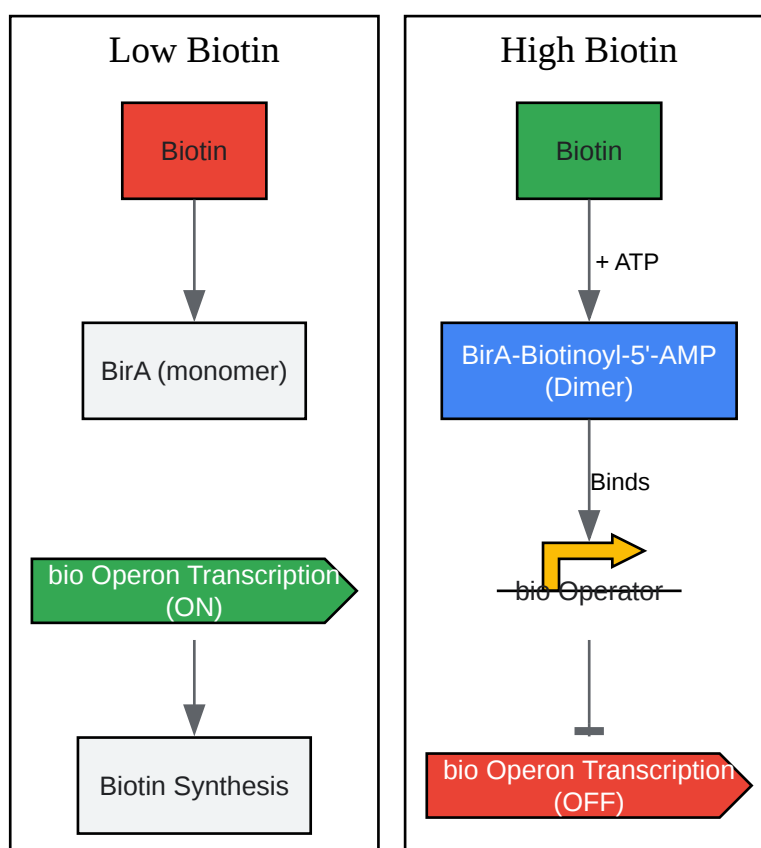 Low Biotin
Biotin
BirA (monomer)
bio Operon Transcription
(ON)
Biotin Synthesis
High Biotin
Biotin
+ ATP
BirA-Biotinoyl-5'-AMP
(Dimer)
Binds
bio Operator
bio Operon Transcription
(OFF)